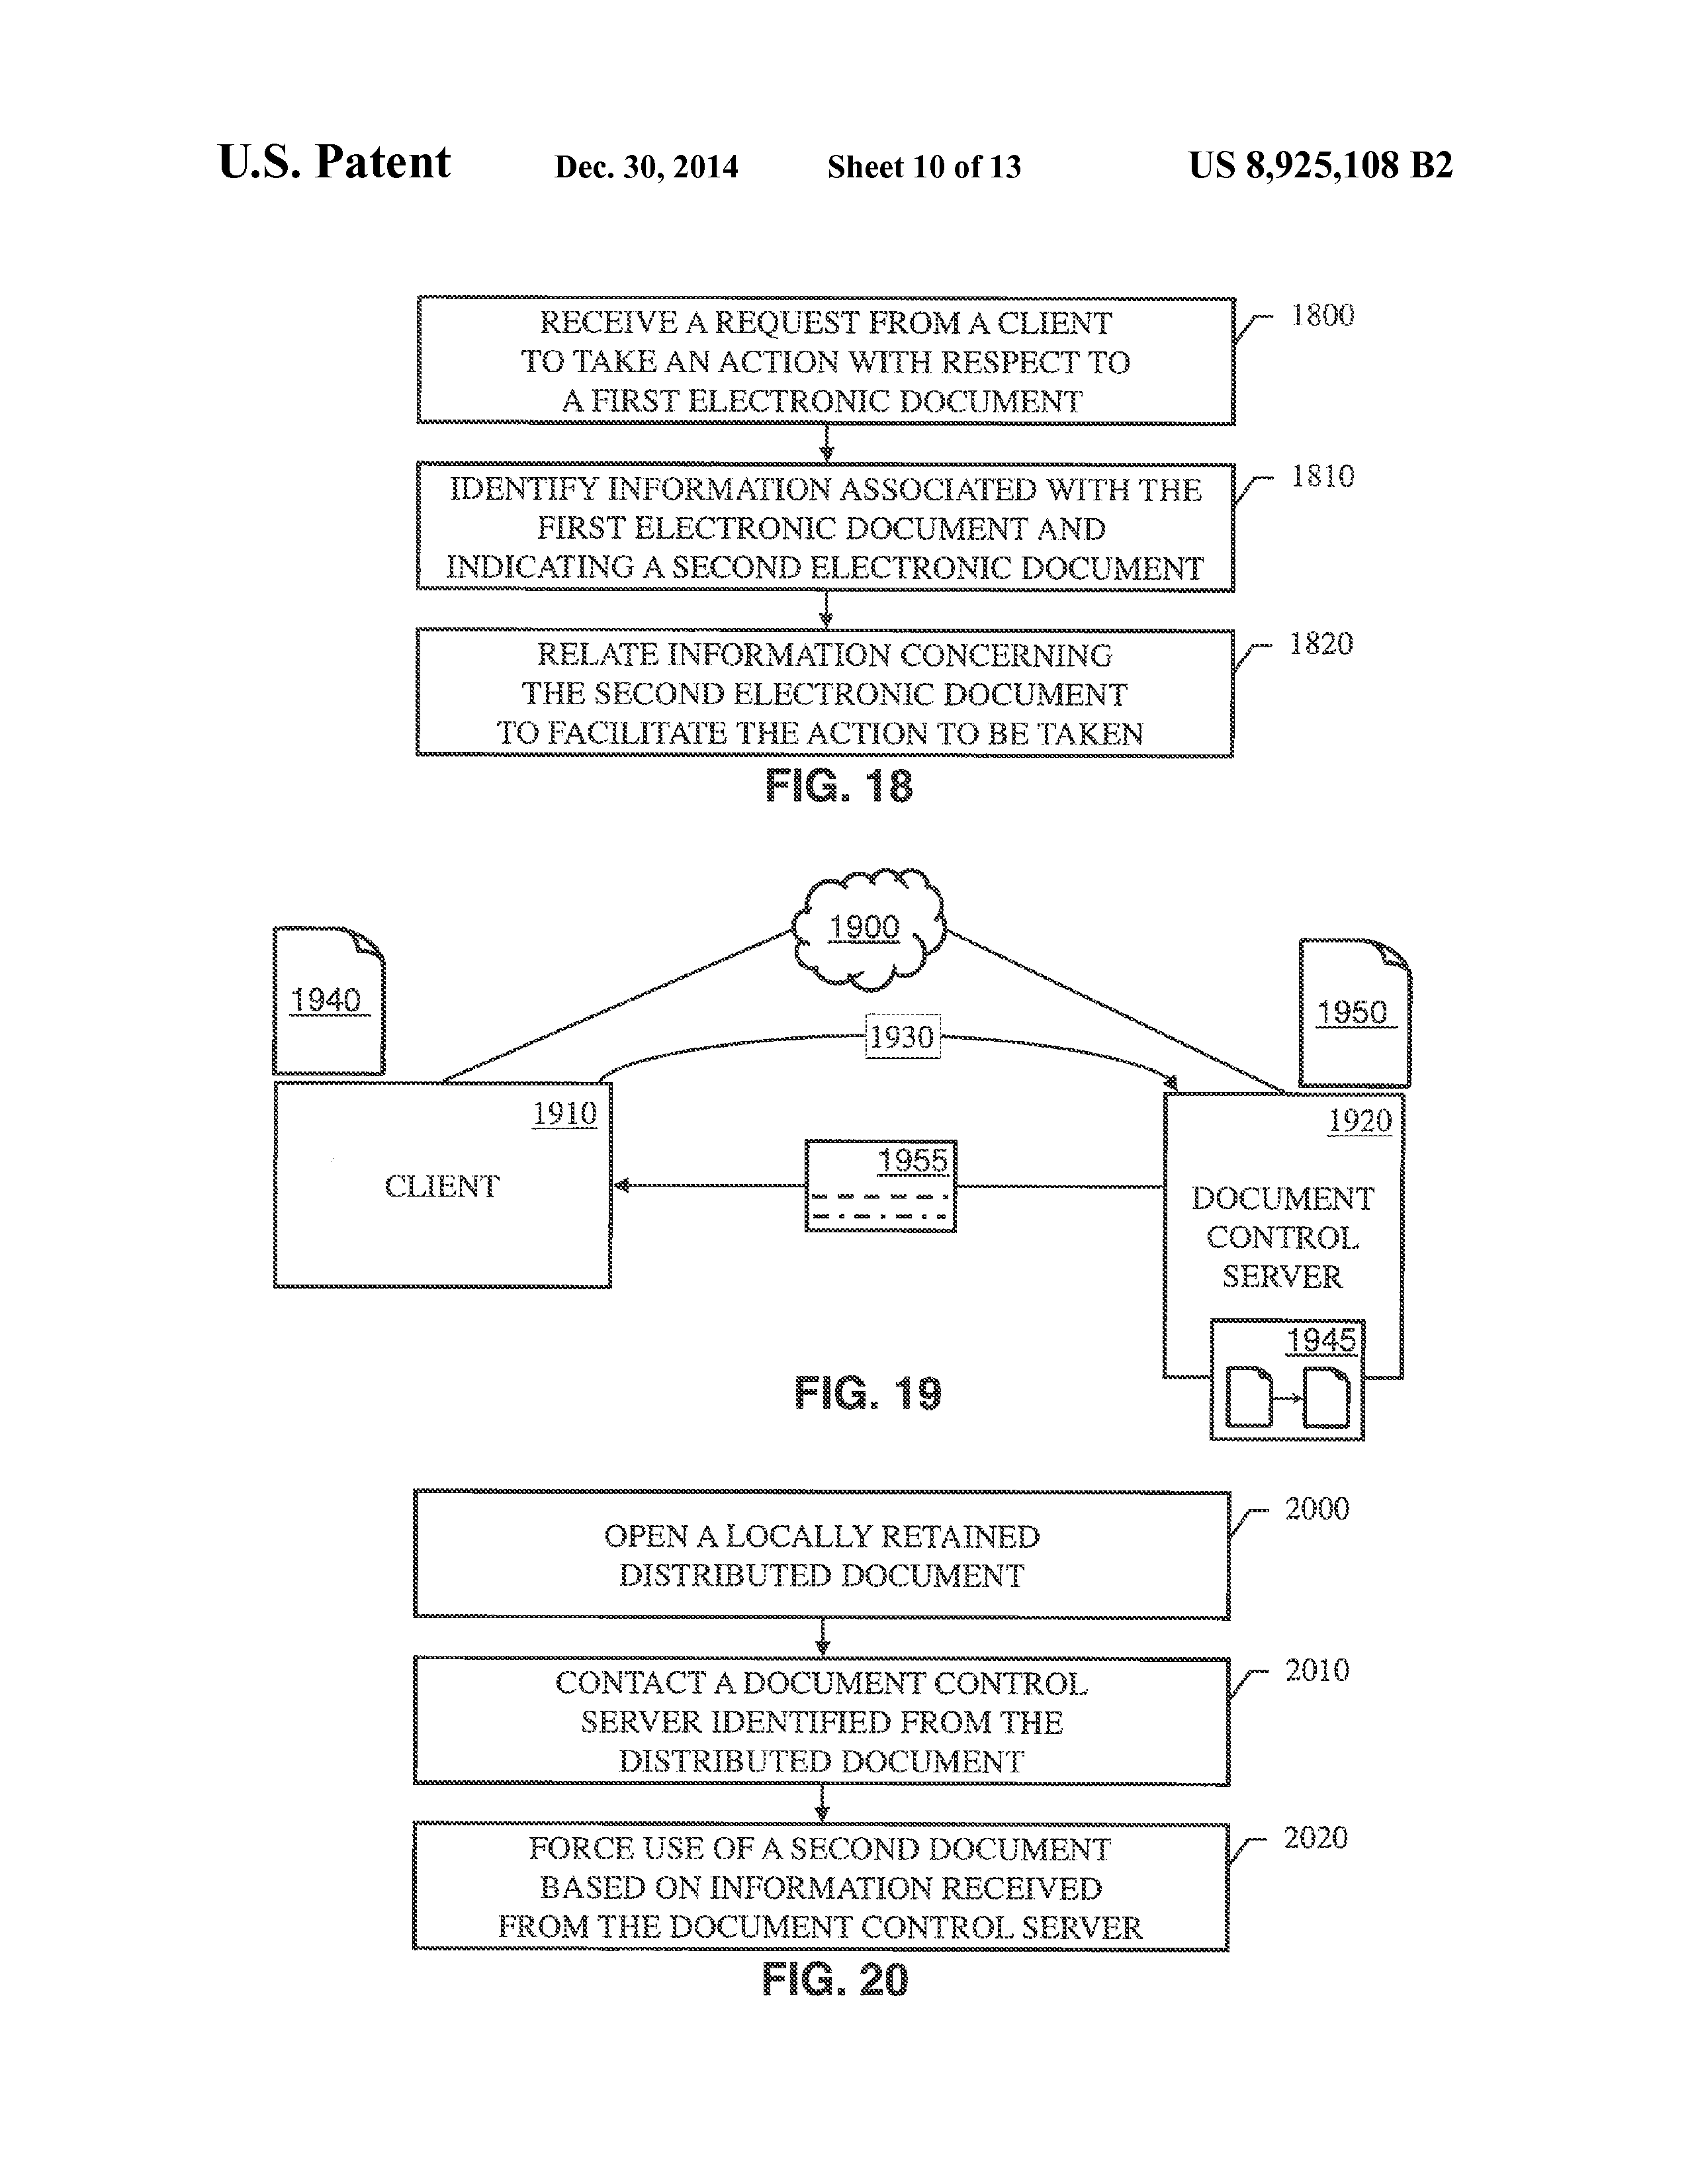 U.S. Patent Dec. 30, 2014 Sheet 10 of 13 US 8,925,108 B2
RECEIVE A REQUEST FROM A CLIENT
TO TAKE AN ACTION WITH RESPECT TO
A FIRST ELECTRONIC DOCUMENT
1800
IDENTIFY INFORMATION ASSOCIATED WITH THE
FIRST ELECTRONIC DOCUMENT AND
INDICATING A SECOND ELECTRONIC DOCUMENT
1810
RELATE INFORMATION CONCERNING
THE SECOND ELECTRONIC DOCUMENT
TO FACILITATE THE ACTION TO BE TAKEN
1820
FIG. 18
1900
1940
1950
1930
1910
CLIENT
1955
1920
DOCUMENT
CONTROL
SERVER
1945
FIG. 19
OPEN A LOCALLY RETAINED
DISTRIBUTED DOCUMENT
2000
CONTACT A DOCUMENT CONTROL
SERVER IDENTIFIED FROM THE
DISTRIBUTED DOCUMENT
2010
FORCE USE OF A SECOND DOCUMENT
BASED ON INFORMATION RECEIVED
FROM THE DOCUMENT CONTROL SERVER
2020
FIG. 20